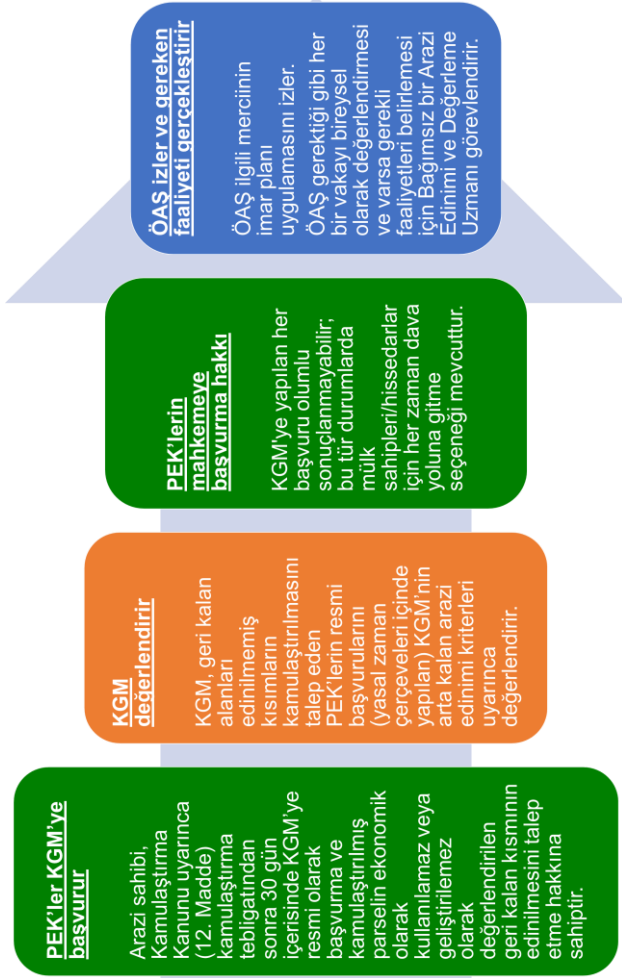 PEK'ler KGM'ye
başvurur
Arazi sahibi,
Kamulaştırma
Kanunu uyarınca
(12. Madde)
kamulaştırma
tebligatından
sonra 30 gün
içerisinde KGM'ye
resmi olarak
başvurma ve
kamulaştırılmış
parselin ekonomik
olarak
kullanılamaz veya
geliştirilemez
olarak
değerlendirilen
geri kalan kısmının
edinilmesini talep
etme hakkına
sahiptir.
KGM
değerlendirir
KGM, geri kalan
alanları
edinilmemiş
kısımların
kamulaştırılmasını
talep eden
PEK'lerin resmi
başvurularını
(yasal zaman
çerçeveleri içinde
yapılan) KGM'nin
arta kalan arazi
edinimi kriterleri
uyarınca
değerlendirir.
PEK'lerin
mahkemeye
başvurma hakkı
KGM'ye yapılan her
başvuru olumlu
sonuçlanmayabilir;
bu tür durumlarda
mülk
sahipleri/hissedarlar
için her zaman dava
yoluna gitme
seçeneği mevcuttur.
ÖAŞ izler ve gereken
faaliyeti gerçekleştirir
ÖAŞ ilgili merciinin
imar planı
uygulamasını izler.
ÖAŞ gerektiği gibi her
bir vakayı bireysel
olarak değerlendirmesi
ve varsa gerekli
faaliyetleri belirlemesi
için Bağımsız bir Arazi
Edinimi ve Değerleme
Uzmanı görevlendirir.